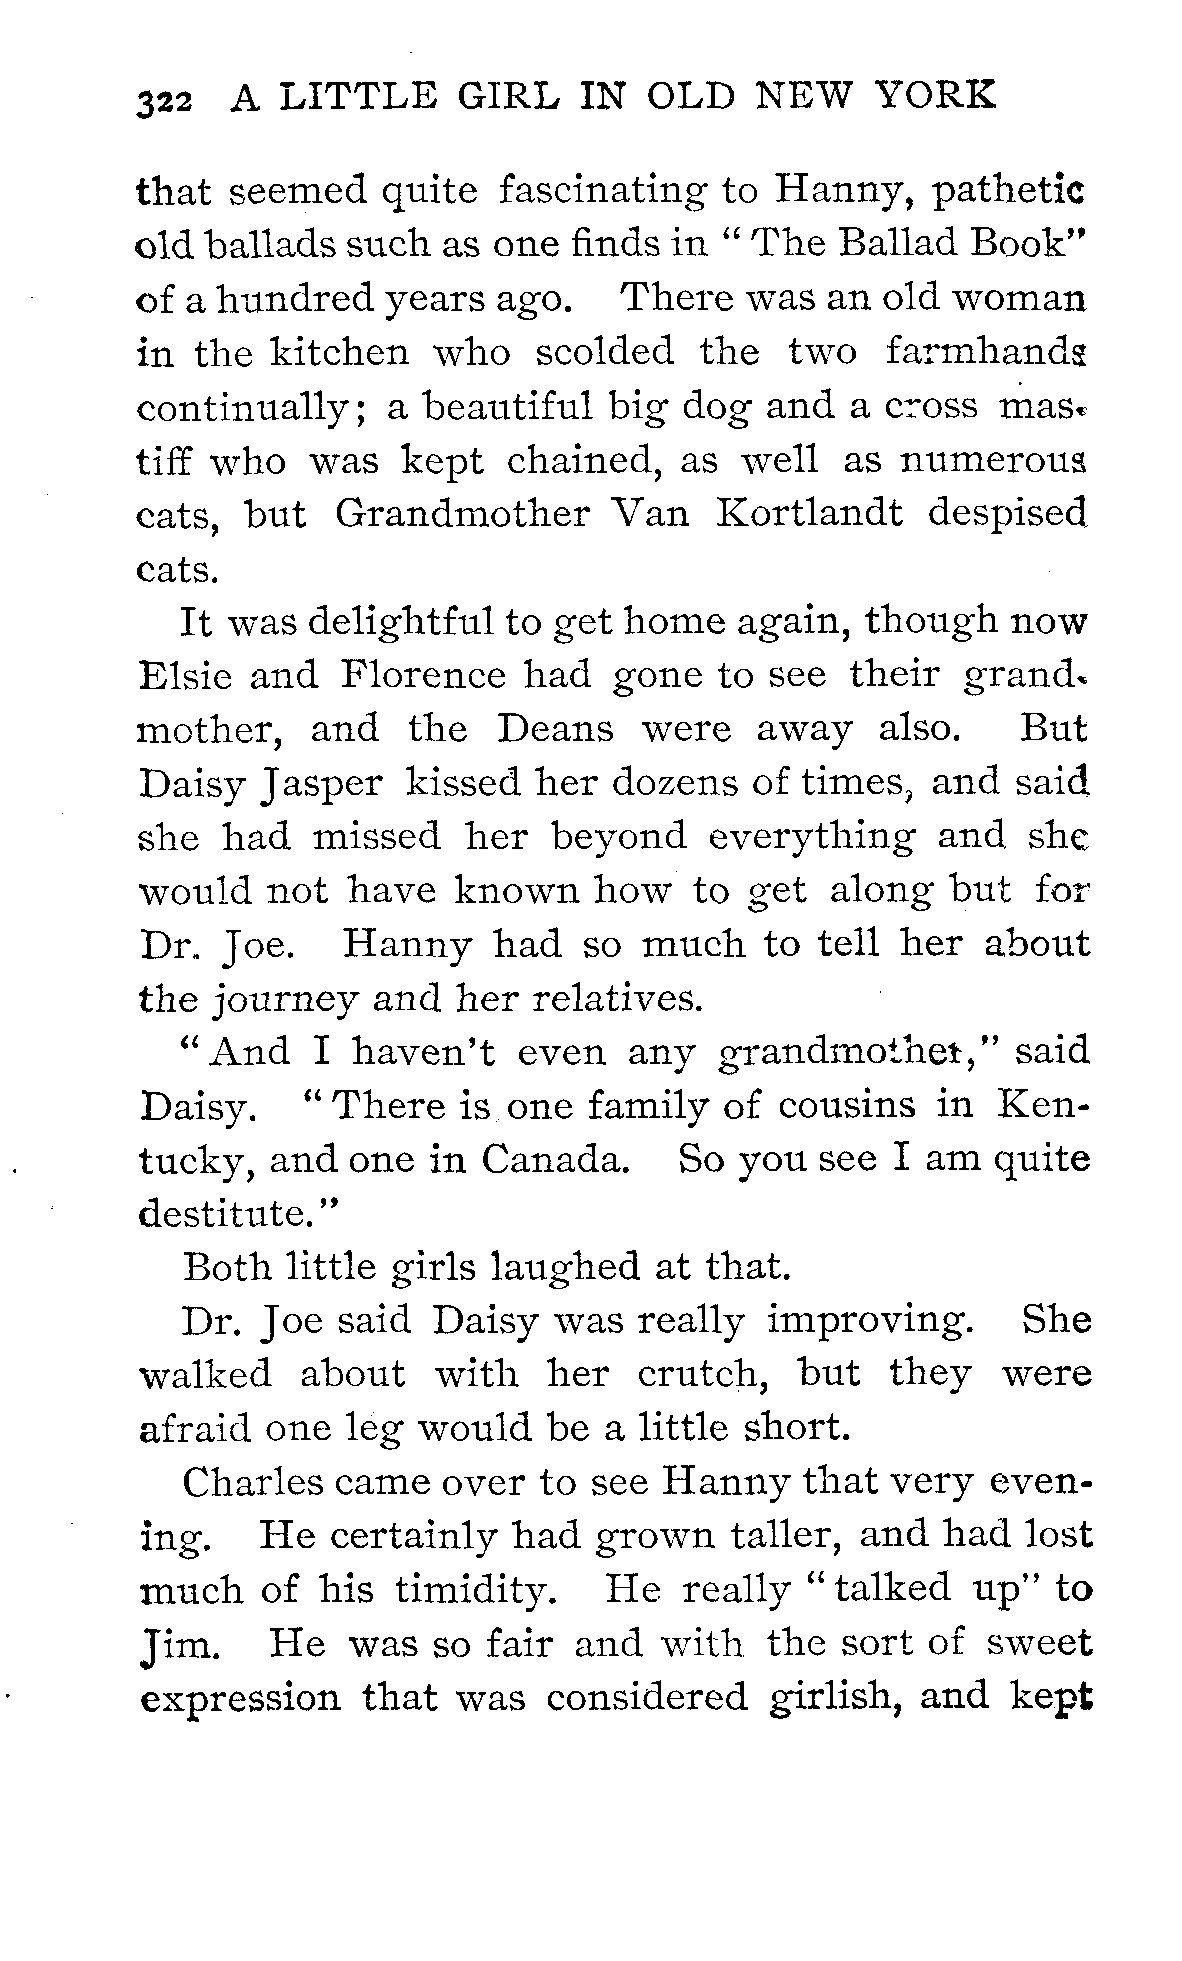 322 A LITTLE GIRL IN OLD NEW YORK
that seemed quite fascinating to Hanny, pathetic
old ballads such as one finds in “ The Ballad Book”
of a hundred years ago. There was an old woman
in the kitchen who scolded the two farmhands
continually; a beautiful big dog and a cross mas-
tiff who was kept chained, as well as numerous
cats, but Grandmother Van Kortlandt despised
cats.
It was delightful to get home again, though now
Elsie and Florence had gone to see their grand-
mother, and the Deans were away also. But
Daisy Jasper kissed her dozens of times, and said
she had missed her beyond everything and she
would not have known how to get along but for
Dr. Joe. Hanny had so much to tell her about
the journey and her relatives.
“ And I haven’t even any grandmother,” said
Daisy. “ There is one family of cousins in Ken-
tucky, and one in Canada. So you see I am quite
destitute.”
Both little girls laughed at that.
Dr. Joe said Daisy was really improving. She
walked about with her crutch, but they were
afraid one leg would be a little short.
Charles came over to see Hanny that very even-
ing. He certainly had grown taller, and had lost
much of his timidity. He really “ talked up” to
Jim. He was so fair and with the sort of sweet
expression that was considered girlish, and kept